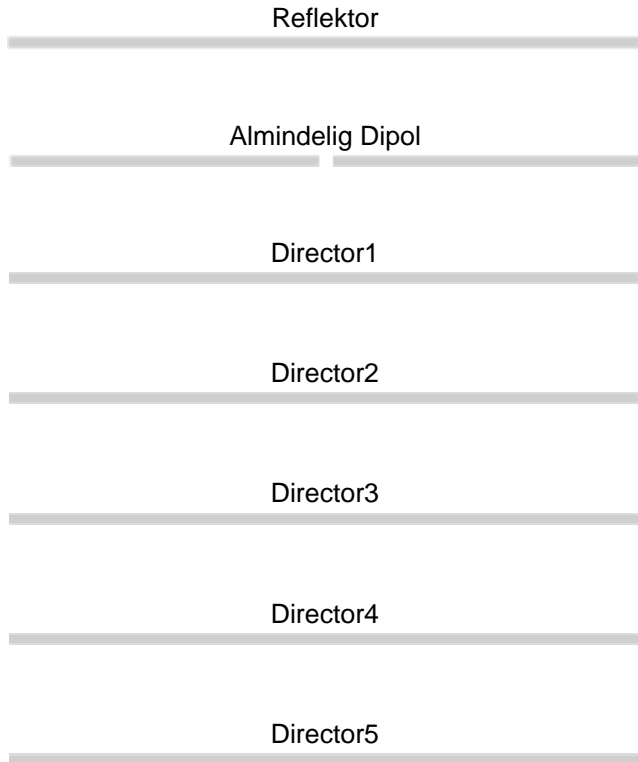 Reflektor
Almindelig Dipol
Director1
Director2
Director3
Director4
Director5